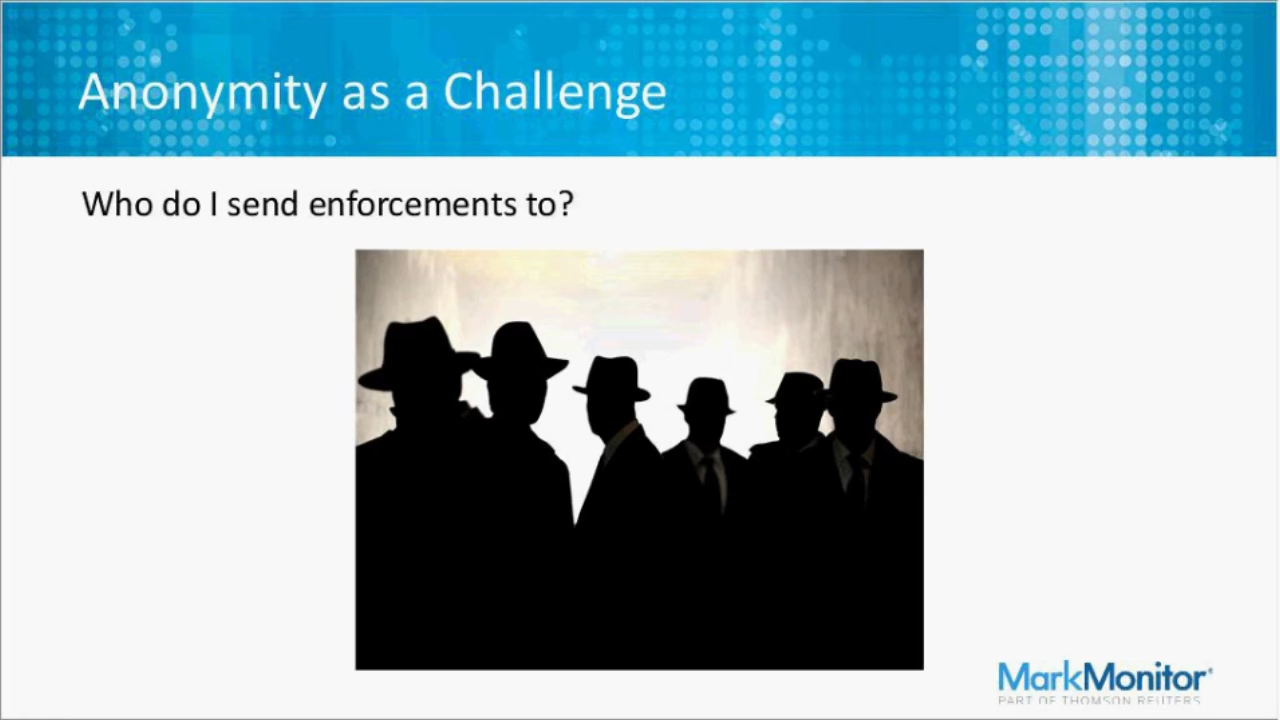 Anonymity as a Challenge
Who do I send enforcements to?
MarkMonitor®
PART OF THOMSON REUTERS